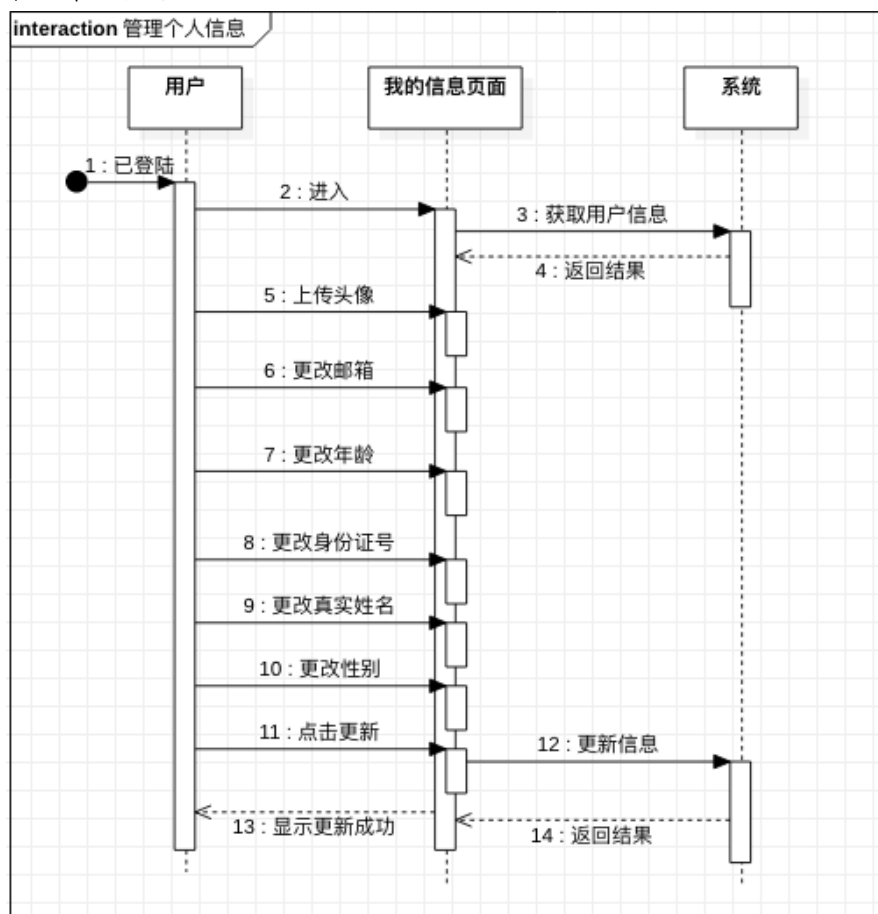 interaction 管理个人信息
用户
我的信息页面
系统
1 : 已登陆
2 : 进入
3 : 获取用户信息
4 : 返回结果
5 : 上传头像
6 : 更改邮箱
7 : 更改年龄
8 : 更改身份证号
9 : 更改真实姓名
10 : 更改性别
11 : 点击更新
12 : 更新信息
13 : 显示更新成功
14 : 返回结果